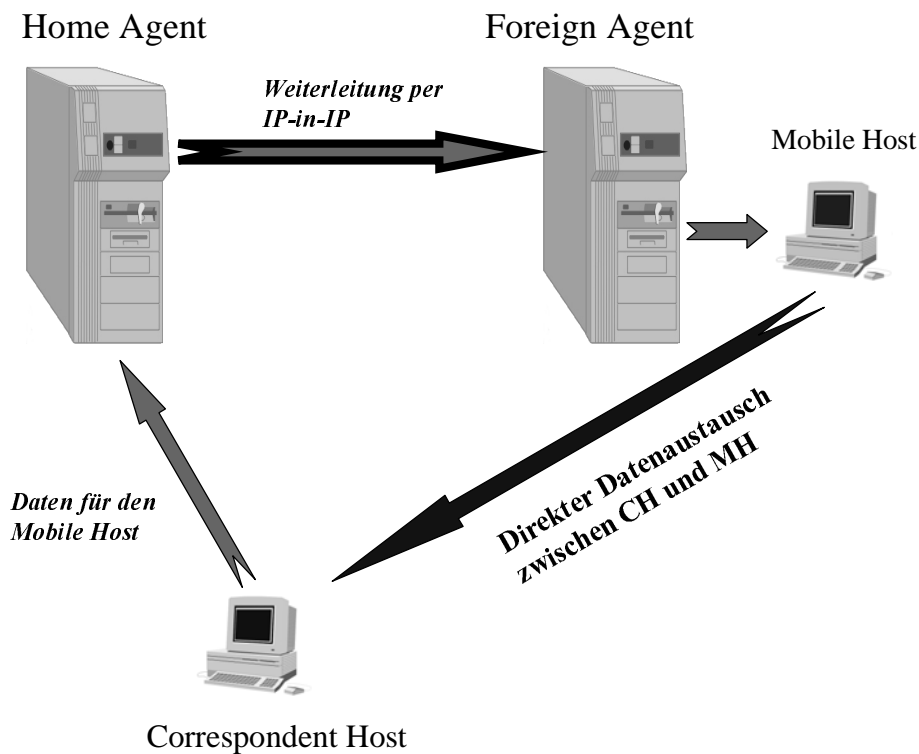 Home Agent
Foreign Agent
Weiterleitung per
IP-in-IP
Mobile Host
Direkter Datenaustausch
zwischen CH und MH
Daten für den
Mobile Host
Correspondent Host